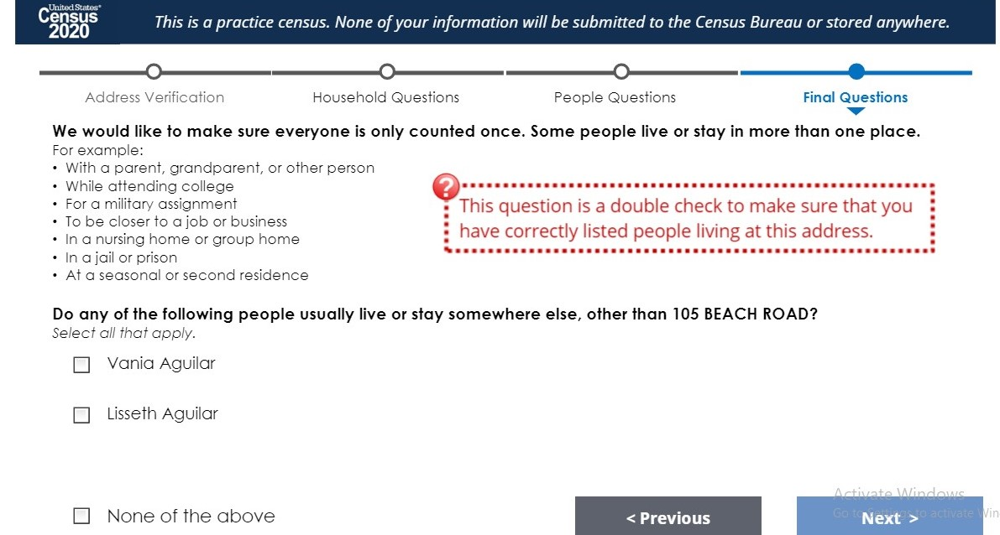 United States®
Census
2020
This is a practice census. None of your information will be submitted to the Census Bureau or stored anywhere.
Address Verification
Household Questions
People Questions
Final Questions
We would like to make sure everyone is only counted once. Some people live or stay in more than one place.
For example:
• With a parent, grandparent, or other person
• While attending college
• For a military assignment
• To be closer to a job or business
• In a nursing home or group home
• In a jail or prison
• At a seasonal or second residence
?
This question is a double check to make sure that you
have correctly listed people living at this address.
Do any of the following people usually live or stay somewhere else, other than 105 BEACH ROAD?
Select all that apply.
Vania Aguilar
Lisseth Aguilar
None of the above
< Previous
Next >
Activate Windows
Go to Settings to activate Win